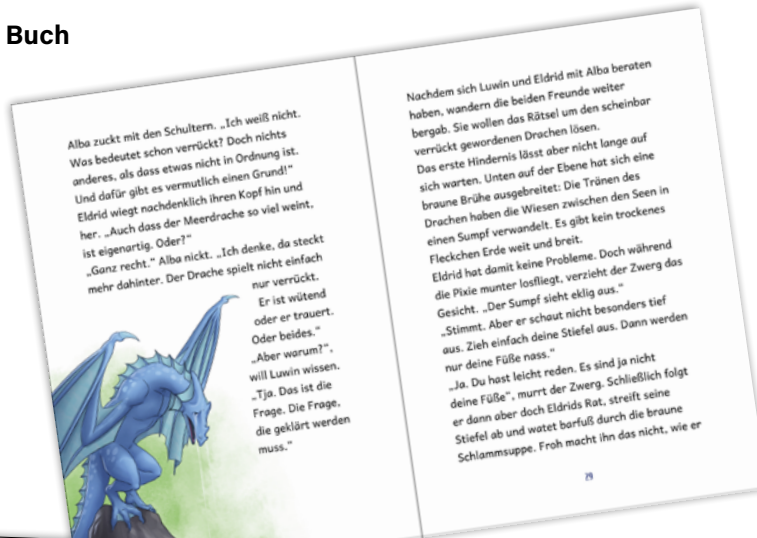 Buch
Alba zuckt mit den Schultern. „Ich weiß nicht.
Was bedeutet schon verrückt? Doch nichts
anderes, als dass etwas nicht in Ordnung ist.
Und dafür gibt es vermutlich einen Grund!“
Eldrid wiegt nachdenklich ihren Kopf hin und
her. „Auch dass der Meerdrache so viel weint,
ist eigenartig. Oder?“
„Ganz recht.“ Alba nickt. „Ich denke, da steckt
mehr dahinter. Der Drache spielt nicht einfach
nur verrückt.
Er ist wütend
oder er trauert.
Oder beides.“
„Aber warum?“,
will Luwin wissen.
„Tja. Das ist die
Frage. Die Frage,
die geklärt werden
muss.“
Nachdem sich Luwin und Eldrid mit Alba beraten
haben, wandern die beiden Freunde weiter
bergab. Sie wollen das Rätsel um den scheinbar
verrückt gewordenen Drachen lösen.
Das erste Hindernis lässt aber nicht lange auf
sich warten. Unten auf der Ebene hat sich eine
braune Brühe ausgebreitet: Die Tränen des
Drachen haben die Wiesen zwischen den Seen in
einen Sumpf verwandelt. Es gibt kein trockenes
Fleckchen Erde weit und breit.
Eldrid hat damit keine Probleme. Doch während
die Pixie munter losfliegt, verzieht der Zwerg das
Gesicht. „Der Sumpf sieht eklig aus.“
„Stimmt. Aber er schaut nicht besonders tief
aus. Zieh einfach deine Stiefel aus. Dann werden
nur deine Füße nass.“
„Ja. Du hast leicht reden. Es sind ja nicht
deine Füße“, murrt der Zwerg. Schließlich folgt
er dann aber doch Eldrids Rat, streift seine
Stiefel ab und watet barfuß durch die braune
Schlammsuppe. Froh macht ihn das nicht, wie er